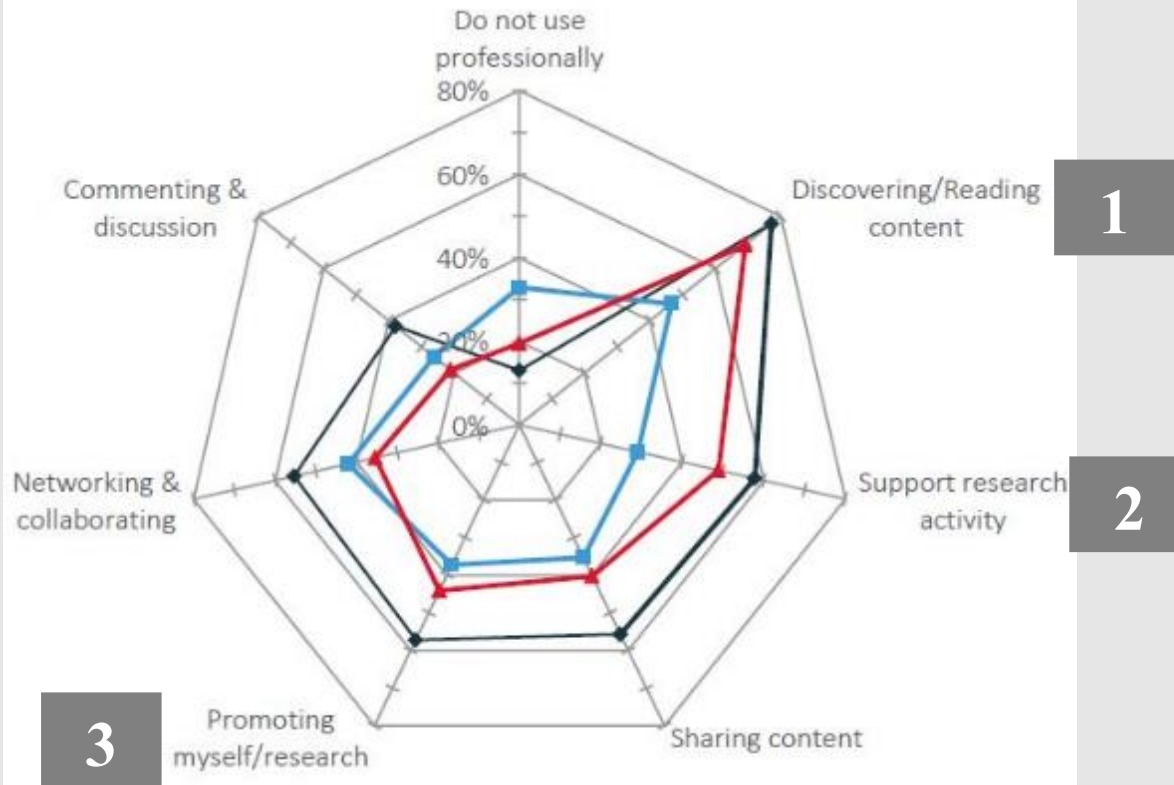 Do not use
professionally
80%
60%
40%
20%
0%
Discovering/Reading
content
1
Support research
activity
2
Sharing content
Promoting
myself/research
3
Networking &
collaborating
Commenting &
discussion